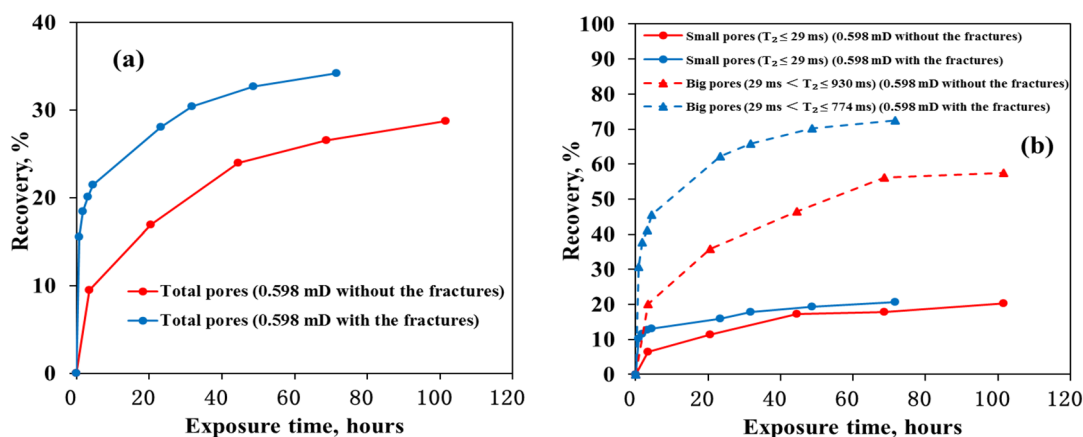 (a)
Recovery, %
40
30
20
10
0
Total pores (0.598 mD without the fractures)
Total pores (0.598 mD with the fractures)
0 20 40 60 80 100 120
Exposure time, hours
(b)
Recovery, %
100
90
80
70
60
50
40
30
20
10
0
Small pores (T₂ ≤ 29 ms) (0.598 mD without the fractures)
Small pores (T₂ ≤ 29 ms) (0.598 mD with the fractures)
Big pores (29 ms < T₂ ≤ 930 ms) (0.598 mD without the fractures)
Big pores (29 ms < T₂ ≤ 774 ms) (0.598 mD with the fractures)
0 20 40 60 80 100 120
Exposure time, hours